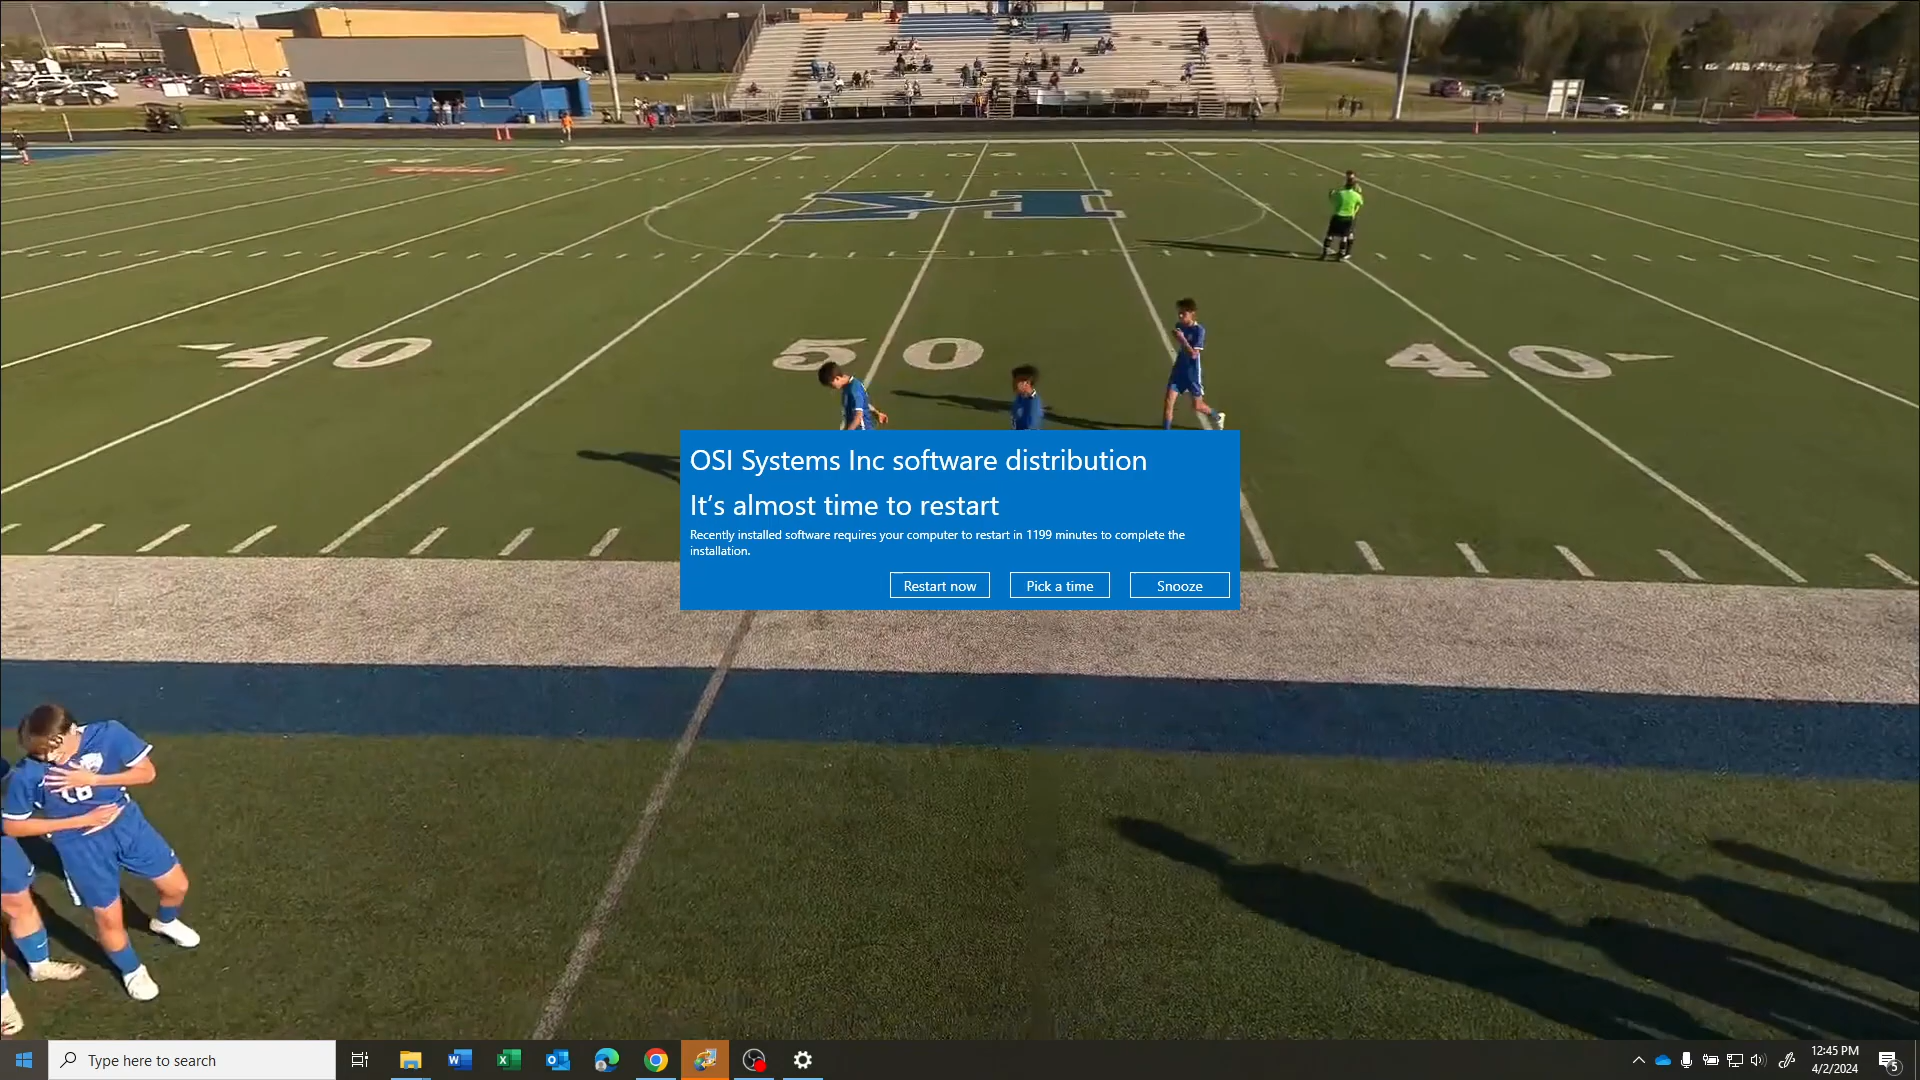 M
40
50
40
OSI Systems Inc software distribution
It's almost time to restart
Recently installed software requires your computer to restart in 1199 minutes to complete the
installation.
Restart now
Pick a time
Snooze
18
Type here to search
12:45 PM
4/2/2024
5